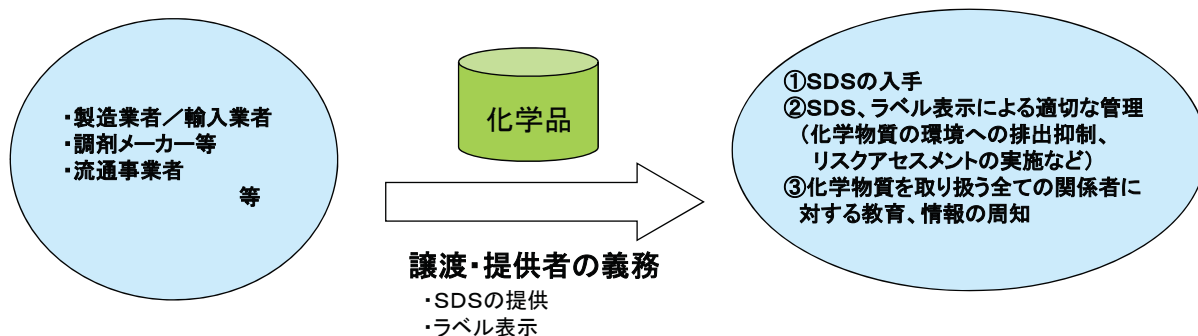 ・製造業者／輸入業者
・調剤メーカー等
・流通事業者
等
化学品
譲渡・提供者の義務
・SDSの提供
・ラベル表示
①SDSの入手
②SDS、ラベル表示による適切な管理
（化学物質の環境への排出抑制、
リスクアセスメントの実施など）
③化学物質を取り扱う全ての関係者に
対する教育、情報の周知